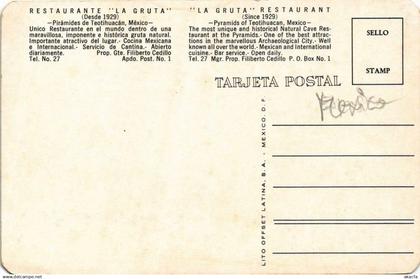 RESTAURANTE "LA GRUTA"
(Desde 1929)
—Pirámides de Teotihuacán, México—
Unico Restaurante en el mundo dentro de una
maravillosa, imponente e histórica gruta natural.
Importante atractivo del lugar.- Cocina Mexicana
e Internacional.- Servicio de Cantina.- Abierto
diariamente. Prop. Gte. Filiberto Cedillo
Tel. No. 27 Apdo. Post. No. 1
"LA GRUTA" RESTAURANT
(Since 1929)
—Pyramids of Teotihuacan, Mexico—
The most unique and historical Natural Cave Rest-
taurant at the Pyramids.- One of the best attrac-
tions in the marvellous Archaeological City.- Well
known all over the world.- Mexican and International
cuisine.- Bar service.- Open daily.
Tel. 27 Mgr. Prop. Filiberto Cedillo P. O. Box No. 1
SELLO
STAMP
TARJETA POSTAL
Mexico
LITO OFFSET LATINA, S. A. - MEXICO, D. F.